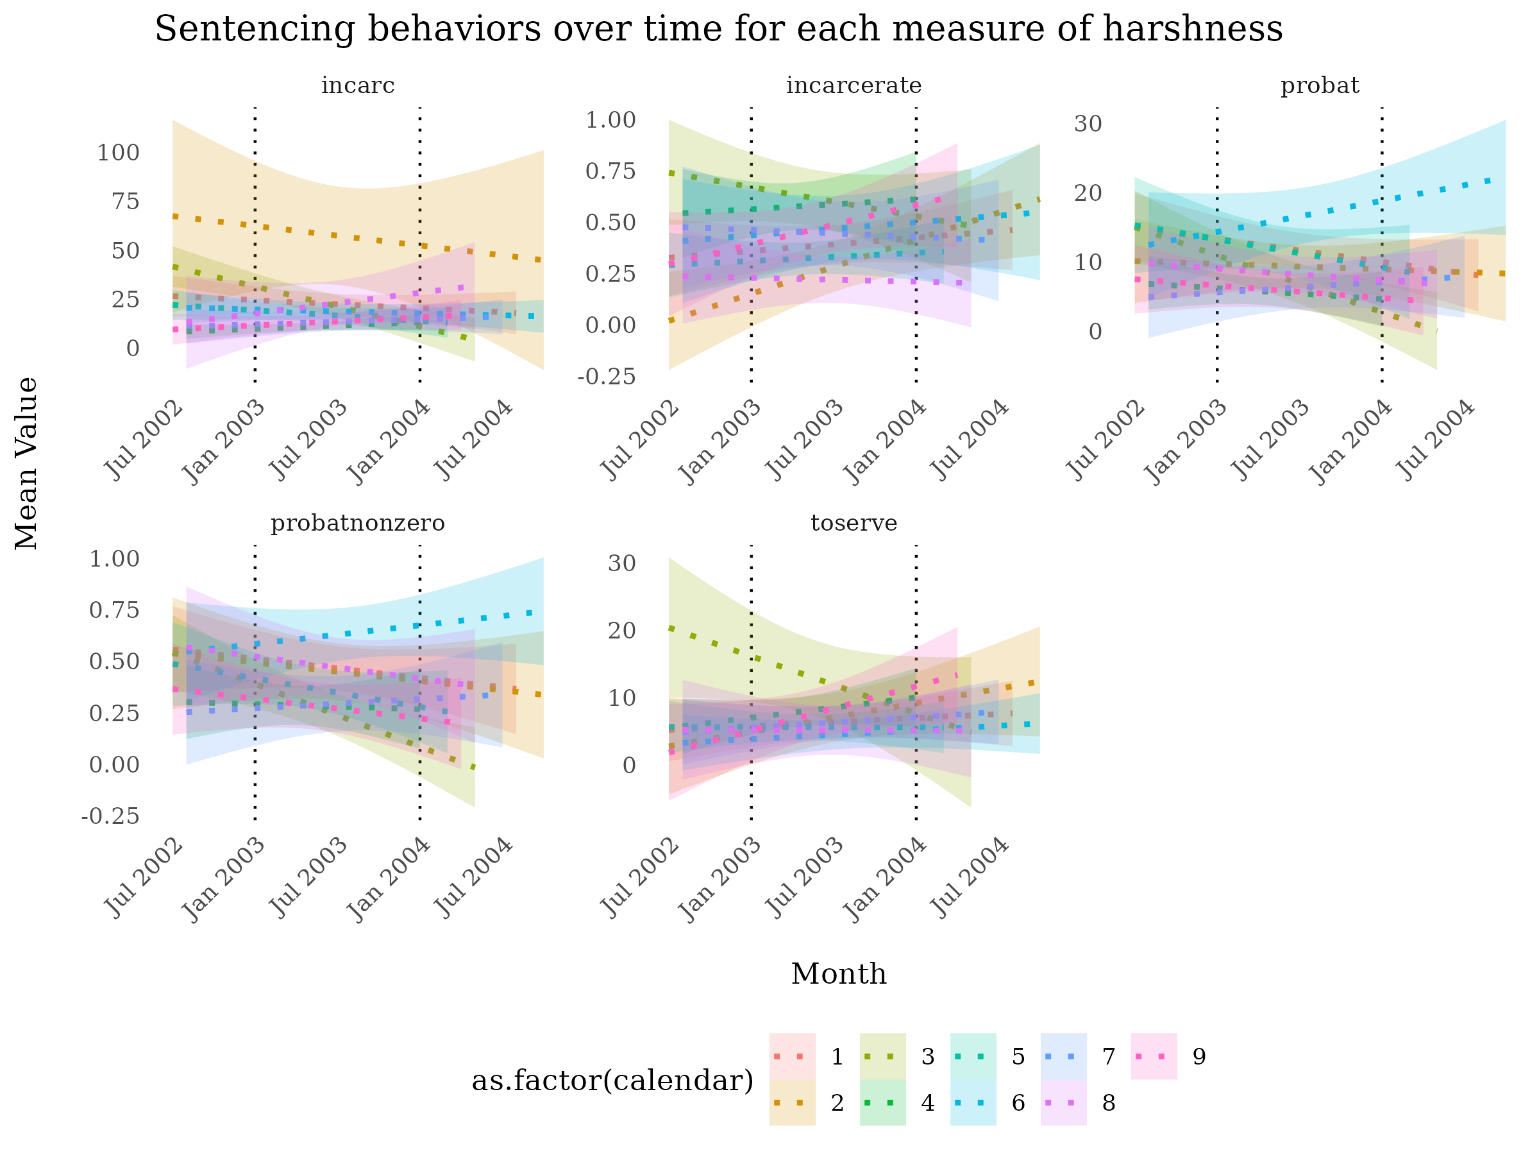 Sentencing behaviors over time for each measure of harshness
incarc
incarcerate
probat
100
75
50
25
0
1.00
0.75
0.50
0.25
0.00
-0.25
30
20
10
0
Jul 2002
Jan 2003
Jul 2003
Jan 2004
Jul 2004
Jul 2002
Jan 2003
Jul 2003
Jan 2004
Jul 2004
Jul 2002
Jan 2003
Jul 2003
Jan 2004
Jul 2004
Mean Value
probatnonzero
toserve
1.00
0.75
0.50
0.25
0.00
-0.25
30
20
10
0
Jul 2002
Jan 2003
Jul 2003
Jan 2004
Jul 2004
Jul 2002
Jan 2003
Jul 2003
Jan 2004
Jul 2004
Month
as.factor(calendar)
1 3 5 7 9
2 4 6 8